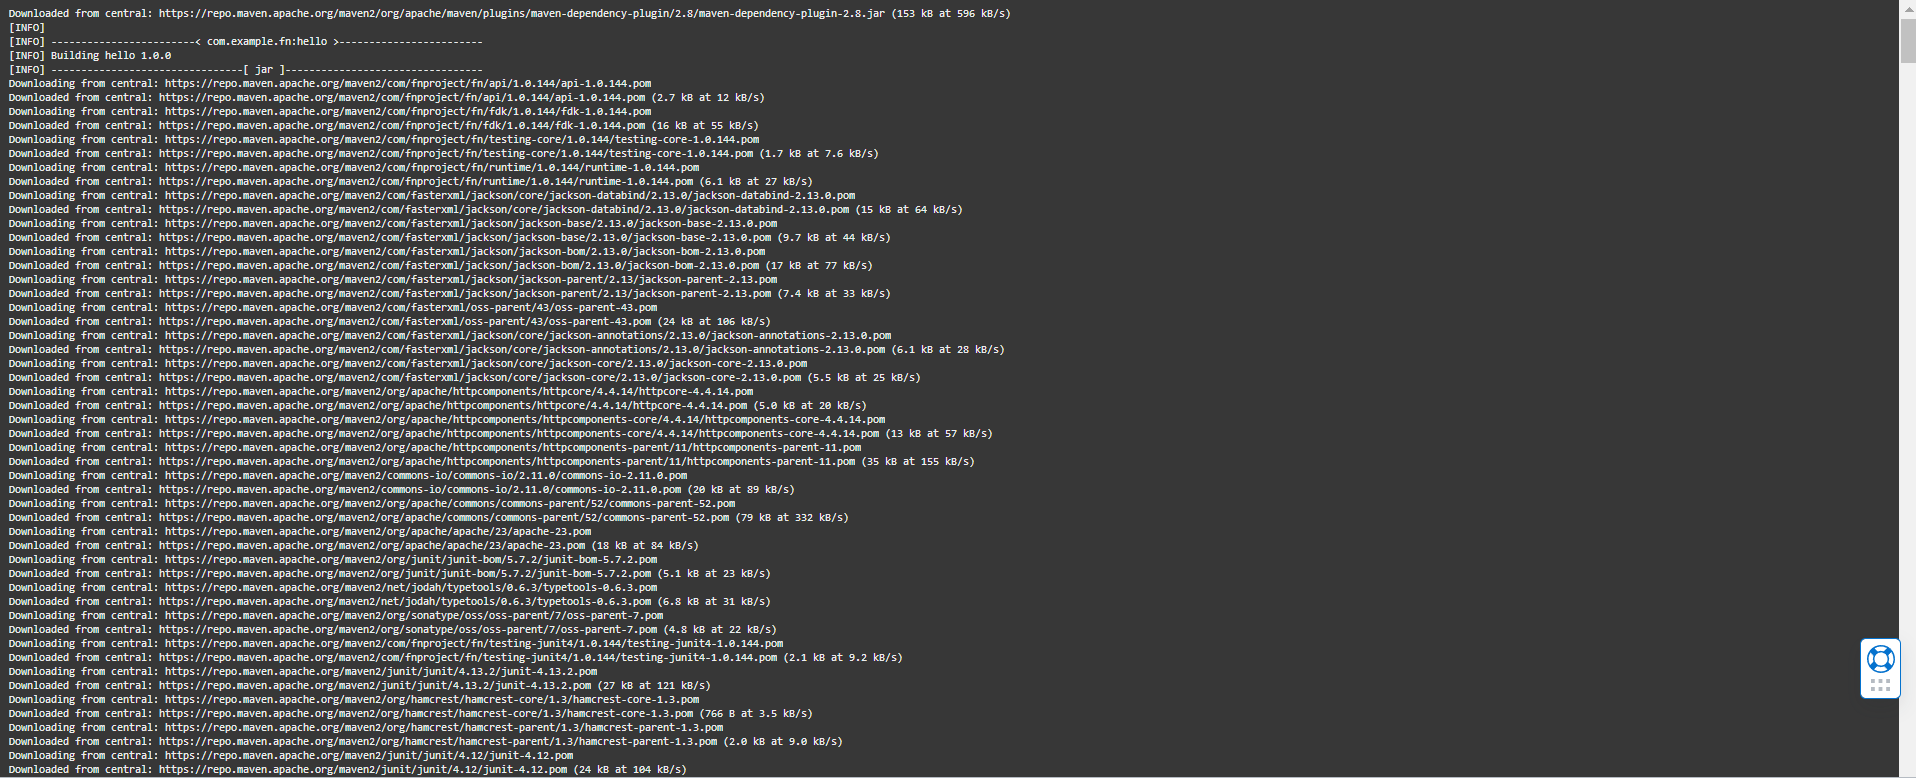 Downloaded from central: https://repo.maven.apache.org/maven2/org/apache/maven/plugins/maven-dependency-plugin/2.8/maven-dependency-plugin-2.8.jar (153 kB at 596 kB/s)
[INFO]
[INFO] ------------------------< com.example.fn:hello >------------------------
[INFO] Building hello 1.0.0
[INFO] --------------------------------[ jar ]---------------------------------
Downloading from central: https://repo.maven.apache.org/maven2/com/fnproject/fn/api/1.0.144/api-1.0.144.pom
Downloaded from central: https://repo.maven.apache.org/maven2/com/fnproject/fn/api/1.0.144/api-1.0.144.pom (2.7 kB at 12 kB/s)
Downloading from central: https://repo.maven.apache.org/maven2/com/fnproject/fn/fdk/1.0.144/fdk-1.0.144.pom
Downloaded from central: https://repo.maven.apache.org/maven2/com/fnproject/fn/fdk/1.0.144/fdk-1.0.144.pom (16 kB at 55 kB/s)
Downloading from central: https://repo.maven.apache.org/maven2/com/fnproject/fn/testing-core/1.0.144/testing-core-1.0.144.pom
Downloaded from central: https://repo.maven.apache.org/maven2/com/fnproject/fn/testing-core/1.0.144/testing-core-1.0.144.pom (1.7 kB at 7.6 kB/s)
Downloading from central: https://repo.maven.apache.org/maven2/com/fnproject/fn/runtime/1.0.144/runtime-1.0.144.pom
Downloaded from central: https://repo.maven.apache.org/maven2/com/fnproject/fn/runtime/1.0.144/runtime-1.0.144.pom (6.1 kB at 27 kB/s)
Downloading from central: https://repo.maven.apache.org/maven2/com/fasterxml/jackson/core/jackson-databind/2.13.0/jackson-databind-2.13.0.pom
Downloaded from central: https://repo.maven.apache.org/maven2/com/fasterxml/jackson/core/jackson-databind/2.13.0/jackson-databind-2.13.0.pom (15 kB at 64 kB/s)
Downloading from central: https://repo.maven.apache.org/maven2/com/fasterxml/jackson/jackson-base/2.13.0/jackson-base-2.13.0.pom
Downloaded from central: https://repo.maven.apache.org/maven2/com/fasterxml/jackson/jackson-base/2.13.0/jackson-base-2.13.0.pom (9.7 kB at 44 kB/s)
Downloading from central: https://repo.maven.apache.org/maven2/com/fasterxml/jackson/jackson-bom/2.13.0/jackson-bom-2.13.0.pom
Downloaded from central: https://repo.maven.apache.org/maven2/com/fasterxml/jackson/jackson-bom/2.13.0/jackson-bom-2.13.0.pom (17 kB at 77 kB/s)
Downloading from central: https://repo.maven.apache.org/maven2/com/fasterxml/jackson/jackson-parent/2.13/jackson-parent-2.13.pom
Downloaded from central: https://repo.maven.apache.org/maven2/com/fasterxml/jackson/jackson-parent/2.13/jackson-parent-2.13.pom (7.4 kB at 33 kB/s)
Downloading from central: https://repo.maven.apache.org/maven2/com/fasterxml/oss-parent/43/oss-parent-43.pom
Downloaded from central: https://repo.maven.apache.org/maven2/com/fasterxml/oss-parent/43/oss-parent-43.pom (24 kB at 106 kB/s)
Downloading from central: https://repo.maven.apache.org/maven2/com/fasterxml/jackson/core/jackson-annotations/2.13.0/jackson-annotations-2.13.0.pom
Downloaded from central: https://repo.maven.apache.org/maven2/com/fasterxml/jackson/core/jackson-annotations/2.13.0/jackson-annotations-2.13.0.pom (6.1 kB at 28 kB/s)
Downloading from central: https://repo.maven.apache.org/maven2/com/fasterxml/jackson/core/jackson-core/2.13.0/jackson-core-2.13.0.pom
Downloaded from central: https://repo.maven.apache.org/maven2/com/fasterxml/jackson/core/jackson-core/2.13.0/jackson-core-2.13.0.pom (5.5 kB at 25 kB/s)
Downloading from central: https://repo.maven.apache.org/maven2/org/apache/httpcomponents/httpcore/4.4.14/httpcore-4.4.14.pom
Downloaded from central: https://repo.maven.apache.org/maven2/org/apache/httpcomponents/httpcore/4.4.14/httpcore-4.4.14.pom (5.0 kB at 20 kB/s)
Downloading from central: https://repo.maven.apache.org/maven2/org/apache/httpcomponents/httpcomponents-core/4.4.14/httpcomponents-core-4.4.14.pom
Downloaded from central: https://repo.maven.apache.org/maven2/org/apache/httpcomponents/httpcomponents-core/4.4.14/httpcomponents-core-4.4.14.pom (13 kB at 57 kB/s)
Downloading from central: https://repo.maven.apache.org/maven2/org/apache/httpcomponents/httpcomponents-parent/11/httpcomponents-parent-11.pom
Downloaded from central: https://repo.maven.apache.org/maven2/org/apache/httpcomponents/httpcomponents-parent/11/httpcomponents-parent-11.pom (35 kB at 155 kB/s)
Downloading from central: https://repo.maven.apache.org/maven2/commons-io/commons-io/2.11.0/commons-io-2.11.0.pom
Downloaded from central: https://repo.maven.apache.org/maven2/commons-io/commons-io/2.11.0/commons-io-2.11.0.pom (20 kB at 89 kB/s)
Downloading from central: https://repo.maven.apache.org/maven2/org/apache/commons/commons-parent/52/commons-parent-52.pom
Downloaded from central: https://repo.maven.apache.org/maven2/org/apache/commons/commons-parent/52/commons-parent-52.pom (79 kB at 332 kB/s)
Downloading from central: https://repo.maven.apache.org/maven2/org/apache/apache/23/apache-23.pom
Downloaded from central: https://repo.maven.apache.org/maven2/org/apache/apache/23/apache-23.pom (18 kB at 84 kB/s)
Downloading from central: https://repo.maven.apache.org/maven2/org/junit/junit-bom/5.7.2/junit-bom-5.7.2.pom
Downloaded from central: https://repo.maven.apache.org/maven2/org/junit/junit-bom/5.7.2/junit-bom-5.7.2.pom (5.1 kB at 23 kB/s)
Downloading from central: https://repo.maven.apache.org/maven2/net/jodah/typetools/0.6.3/typetools-0.6.3.pom
Downloaded from central: https://repo.maven.apache.org/maven2/net/jodah/typetools/0.6.3/typetools-0.6.3.pom (6.8 kB at 31 kB/s)
Downloading from central: https://repo.maven.apache.org/maven2/org/sonatype/oss/oss-parent/7/oss-parent-7.pom
Downloaded from central: https://repo.maven.apache.org/maven2/org/sonatype/oss/oss-parent/7/oss-parent-7.pom (4.8 kB at 22 kB/s)
Downloading from central: https://repo.maven.apache.org/maven2/com/fnproject/fn/testing-junit4/1.0.144/testing-junit4-1.0.144.pom
Downloaded from central: https://repo.maven.apache.org/maven2/com/fnproject/fn/testing-junit4/1.0.144/testing-junit4-1.0.144.pom (2.1 kB at 9.2 kB/s)
Downloading from central: https://repo.maven.apache.org/maven2/junit/junit/4.13.2/junit-4.13.2.pom
Downloaded from central: https://repo.maven.apache.org/maven2/junit/junit/4.13.2/junit-4.13.2.pom (27 kB at 121 kB/s)
Downloading from central: https://repo.maven.apache.org/maven2/org/hamcrest/hamcrest-core/1.3/hamcrest-core-1.3.pom
Downloaded from central: https://repo.maven.apache.org/maven2/org/hamcrest/hamcrest-core/1.3/hamcrest-core-1.3.pom (766 B at 3.5 kB/s)
Downloading from central: https://repo.maven.apache.org/maven2/org/hamcrest/hamcrest-parent/1.3/hamcrest-parent-1.3.pom
Downloaded from central: https://repo.maven.apache.org/maven2/org/hamcrest/hamcrest-parent/1.3/hamcrest-parent-1.3.pom (2.0 kB at 9.0 kB/s)
Downloading from central: https://repo.maven.apache.org/maven2/junit/junit/4.12/junit-4.12.pom
Downloaded from central: https://repo.maven.apache.org/maven2/junit/junit/4.12/junit-4.12.pom (24 kB at 104 kB/s)